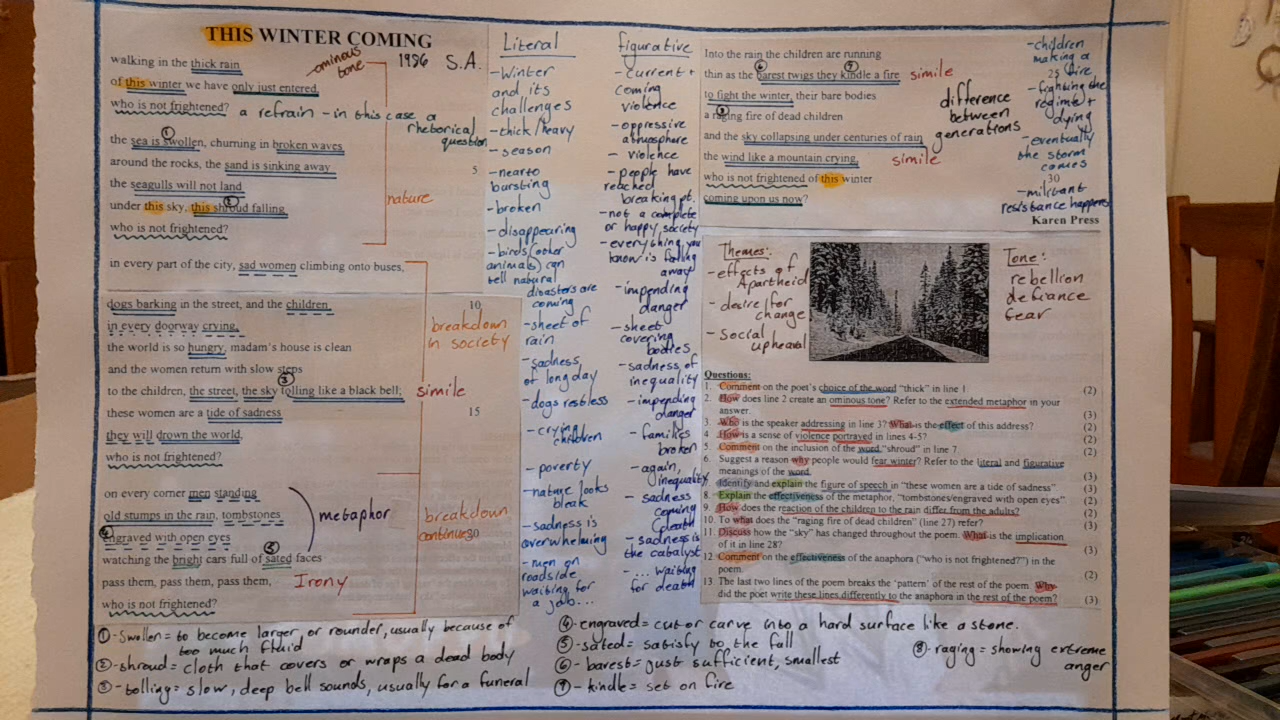 THIS WINTER COMING
ominous tone
1986 S.A.
walking in the thick rain
of this winter we have only just entered,
who is not frightened? a refrain - in this case a rhetorical question
①
the sea is swollen, churning in broken waves
around the rocks, the sand is sinking away 5
the seagulls will not land
②
under this sky, this shroud falling
who is not frightened?
nature
in every part of the city, sad women climbing onto buses,
dogs barking in the street, and the children 10
in every doorway crying,
the world is so hungry, madam's house is clean
and the women return with slow steps
③
to the children, the street, the sky tolling like a black bell; simile
these women are a tide of sadness 15
they will drown the world,
who is not frightened?
breakdown in society
on every corner men standing
old stumps in the rain, tombstones
④ engraved with open eyes
metaphor
⑤
watching the bright cars full of sated faces
pass them, pass them, pass them, Irony
who is not frightened?
breakdown continues
Literal
- Winter
and its
challenges
- thick/heavy
- season
- near to
bursting
- broken
- disappearing
- birds (other
animals) can
tell natural
disasters are
coming
- sheet of
rain
- sadness
of long day
- dogs restless
- crying
children
- poverty
- nature looks
bleak
- sadness is
overwhelming
- men on
roadside
waiting for
a job...
figurative
- current +
coming
violence
- oppressive
atmosphere
- violence
- people have
reached
breaking pt.
- not a complete
or happy society
- everything you
know is falling
away
- impending
danger
- sheet
covering
bodies
- sadness of
inequality
- impending
danger
- families
broken
- again,
inequality
- sadness
coming
(death
- sadness is
the catalyst
- ... waiting
for death
Into the rain the children are running
⑥ ⑦
thin as the barest twigs they kindle a fire simile
to fight the winter, their bare bodies
⑧
a raging fire of dead children
and the sky collapsing under centuries of rain
the wind like a mountain crying, simile
who is not frightened of this winter
coming upon us now?
difference
between
generations
- children
making a
25 fire
- fighting the
regime +
dying
- eventually
the storm
comes
30
- militant
resistance happens
Karen Press
Themes:
- effects of
Apartheid
- desire for
change
- social
upheaval
Tone:
rebellion
defiance
fear
Questions:
1. Comment on the poet's choice of the word "thick" in line 1 (2)
2. How does line 2 create an ominous tone? Refer to the extended metaphor in your
answer. (3)
3. Who is the speaker addressing in line 3? What is the effect of this address? (2)
4. How is a sense of violence portrayed in lines 4-5? (2)
5. Comment on the inclusion of the word "shroud" in line 7 (2)
6. Suggest a reason why people would fear winter? Refer to the literal and figurative
meanings of the word. (3)
7. Identify and explain the figure of speech in "these women are a tide of sadness". (3)
8. Explain the effectiveness of the metaphor, "tombstones/engraved with open eyes". (2)
9. How does the reaction of the children to the rain differ from the adults? (2)
10. To what does the "raging fire of dead children" (line 27) refer? (3)
11. Discuss how the "sky" has changed throughout the poem. What is the implication
of it in line 28? (3)
12. Comment on the effectiveness of the anaphora ("who is not frightened?") in the
poem. (2)
13. The last two lines of the poem breaks the 'pattern' of the rest of the poem. Why
did the poet write these lines differently to the anaphora in the rest of the poem? (3)
① - swollen = to become larger, or rounder, usually because of
too much fluid
② - shroud = cloth that covers or wraps a dead body
③ - tolling = slow, deep bell sounds, usually for a funeral
④ - engraved = cut or carve into a hard surface like a stone.
⑤ - sated = satisfy to the fall
⑥ - barest = just sufficient, smallest
⑦ - kindle = set on fire
⑧ - raging = showing extreme
anger